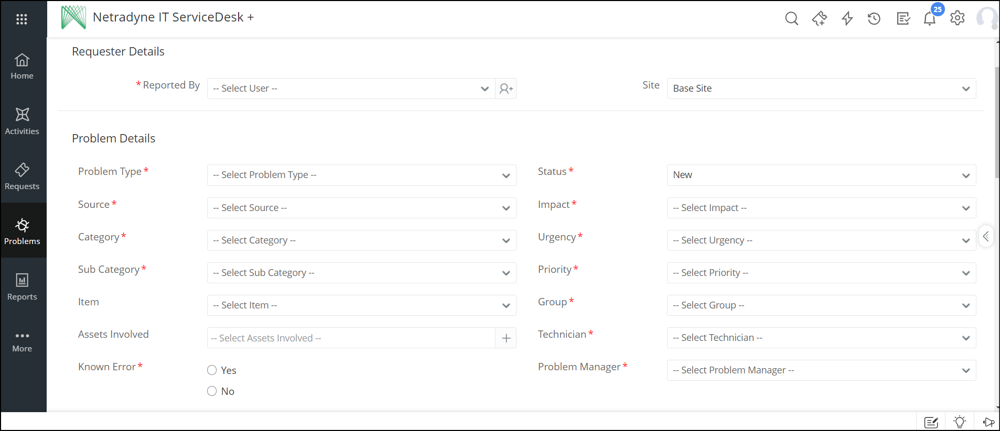 Netradyne IT ServiceDesk +
25
Home
Activities
Requests
Problems
Reports
More
Requester Details
* Reported By
-- Select User --
Site
Base Site
Problem Details
Problem Type *
-- Select Problem Type --
Status *
New
Source *
-- Select Source --
Impact *
-- Select Impact --
Category *
-- Select Category --
Urgency *
-- Select Urgency --
Sub Category *
-- Select Sub Category --
Priority *
-- Select Priority --
Item
-- Select Item --
Group *
-- Select Group --
Assets Involved
-- Select Assets Involved --
Technician *
-- Select Technician --
Known Error *
Yes
No
Problem Manager *
-- Select Problem Manager --